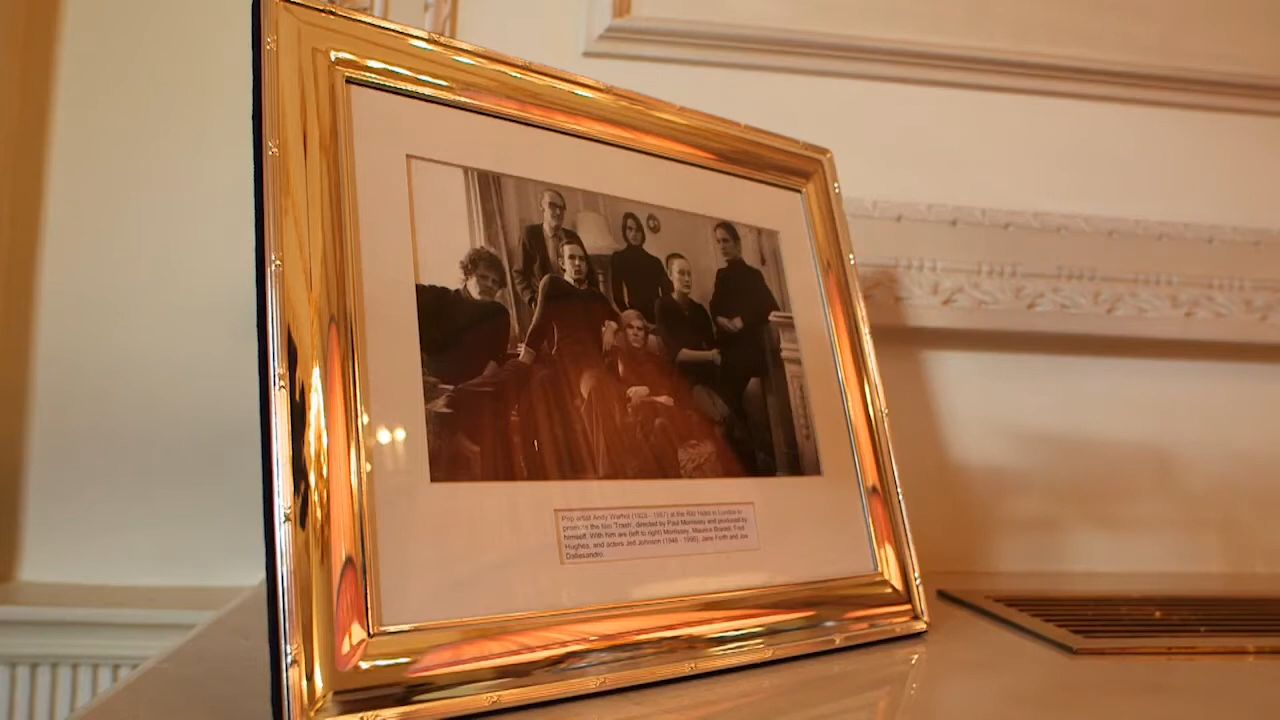 Pop artist Andy Warhol (1928 - 1987) at the Ritz Hotel in London to
promote the film 'Trash', directed by Paul Morrissey and produced by
himself. With him are (left to right) Morrissey, Maurice Braddell, Fred
Hughes, and actors Jed Johnson (1948 - 1996), Jane Forth and Joe
Dallesandro.